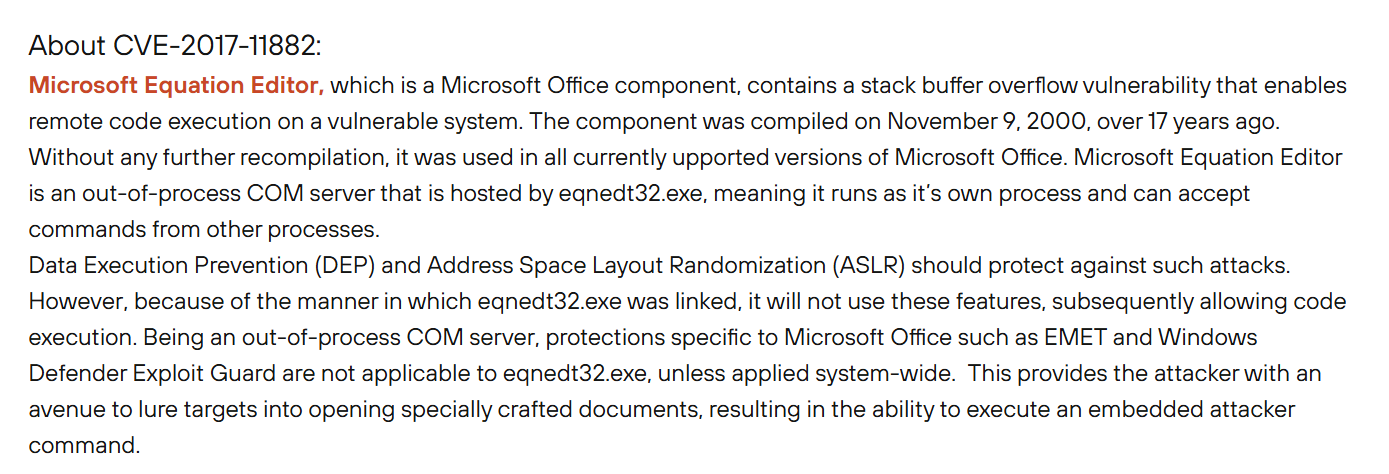 About CVE-2017-11882:
Microsoft Equation Editor, which is a Microsoft Office component, contains a stack buffer overflow vulnerability that enables
remote code execution on a vulnerable system. The component was compiled on November 9, 2000, over 17 years ago.
Without any further recompilation, it was used in all currently upported versions of Microsoft Office. Microsoft Equation Editor
is an out-of-process COM server that is hosted by eqnedt32.exe, meaning it runs as it's own process and can accept
commands from other processes.
Data Execution Prevention (DEP) and Address Space Layout Randomization (ASLR) should protect against such attacks.
However, because of the manner in which eqnedt32.exe was linked, it will not use these features, subsequently allowing code
execution. Being an out-of-process COM server, protections specific to Microsoft Office such as EMET and Windows
Defender Exploit Guard are not applicable to eqnedt32.exe, unless applied system-wide.  This provides the attacker with an
avenue to lure targets into opening specially crafted documents, resulting in the ability to execute an embedded attacker
command.